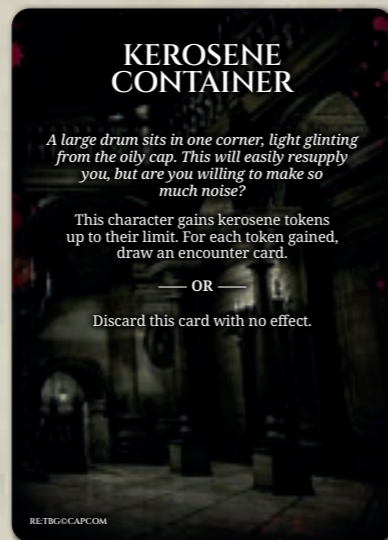 KEROSENE
CONTAINER
A large drum sits in one corner, light glinting
from the oily cap. This will easily resupply
you, but are you willing to make so
much noise?
This character gains kerosene tokens
up to their limit. For each token gained,
draw an encounter card.
OR
Discard this card with no effect.
RE:TBG©CAPCOM